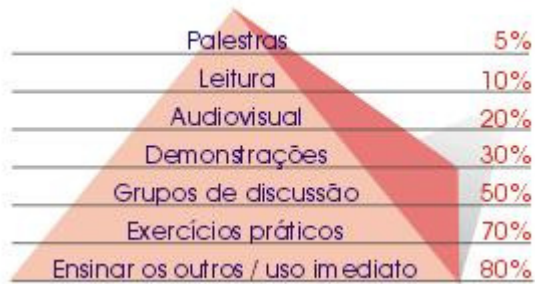 Palestras 5%
Leitura 10%
Audiovisual 20%
Demonstrações 30%
Grupos de discussão 50%
Exercícios práticos 70%
Ensinar os outros / uso imediato 80%